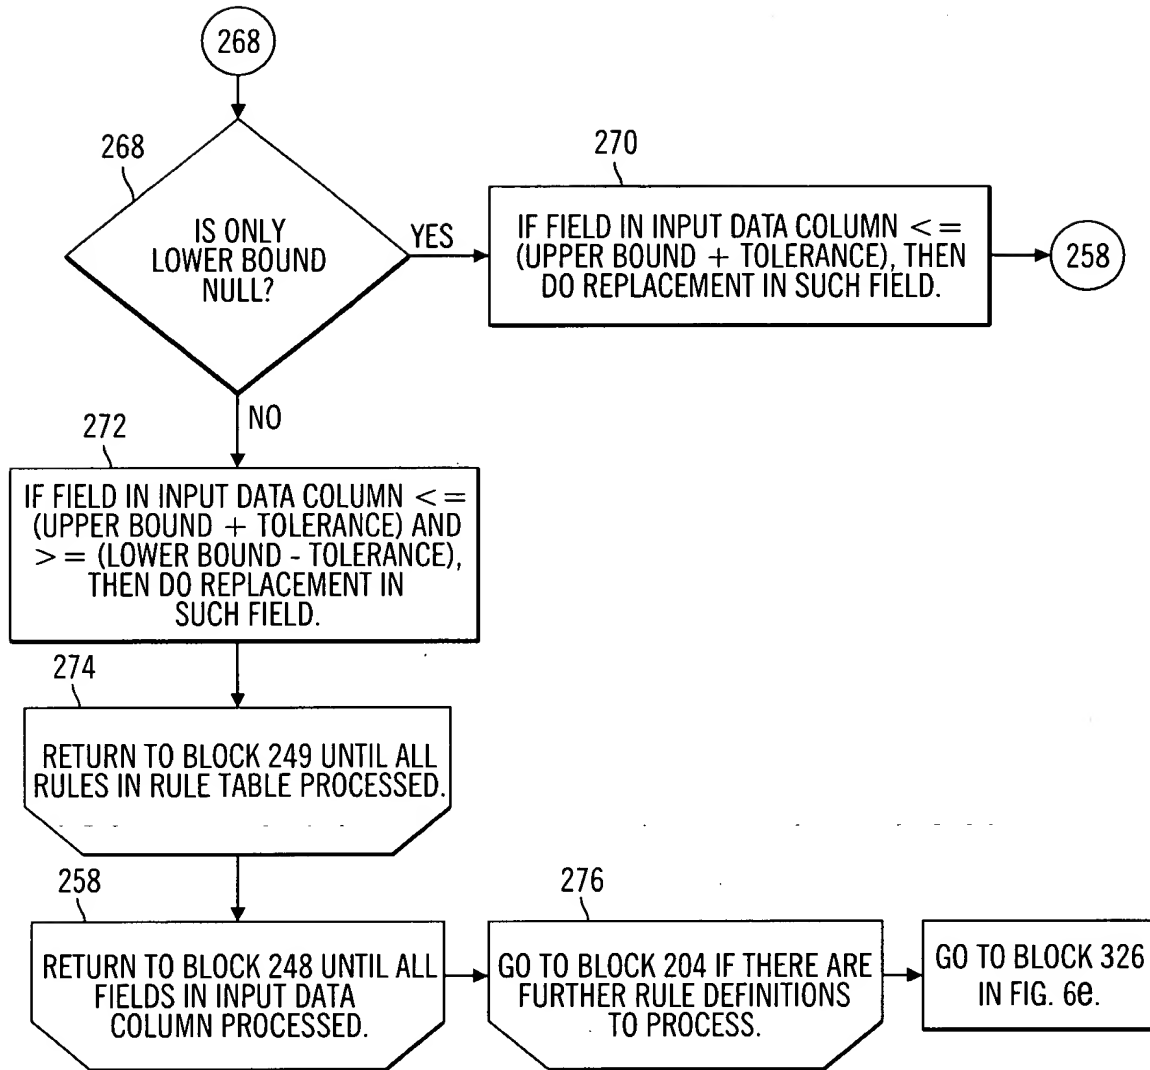 268
268
IS ONLY
LOWER BOUND
NULL?
YES
270
IF FIELD IN INPUT DATA COLUMN <=
(UPPER BOUND + TOLERANCE), THEN
DO REPLACEMENT IN SUCH FIELD.
258
NO
272
IF FIELD IN INPUT DATA COLUMN <=
(UPPER BOUND + TOLERANCE) AND
>= (LOWER BOUND - TOLERANCE),
THEN DO REPLACEMENT IN
SUCH FIELD.
274
RETURN TO BLOCK 249 UNTIL ALL
RULES IN RULE TABLE PROCESSED.
258
RETURN TO BLOCK 248 UNTIL ALL
FIELDS IN INPUT DATA
COLUMN PROCESSED.
276
GO TO BLOCK 204 IF THERE ARE
FURTHER RULE DEFINITIONS
TO PROCESS.
GO TO BLOCK 326
IN FIG. 6e.